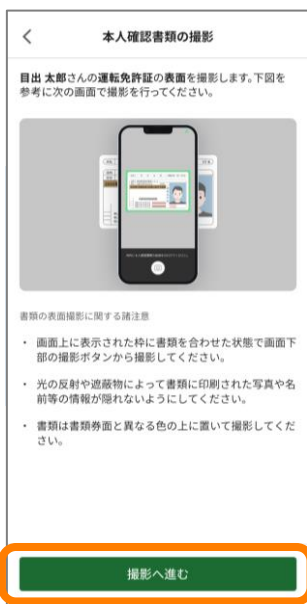 本人確認書類の撮影
目出 太郎さんの運転免許証の表面を撮影します。下図を
参考に次の画面で撮影を行ってください。
書類の表面撮影に関する諸注意
・ 画面上に表示された枠に書類を合わせた状態で画面下
部の撮影ボタンから撮影してください。
・ 光の反射や遮蔽物によって書類に印刷された写真や名
前等の情報が隠れないようにしてください。
・ 書類は書類券面と異なる色の上に置いて撮影してくだ
さい。
撮影へ進む